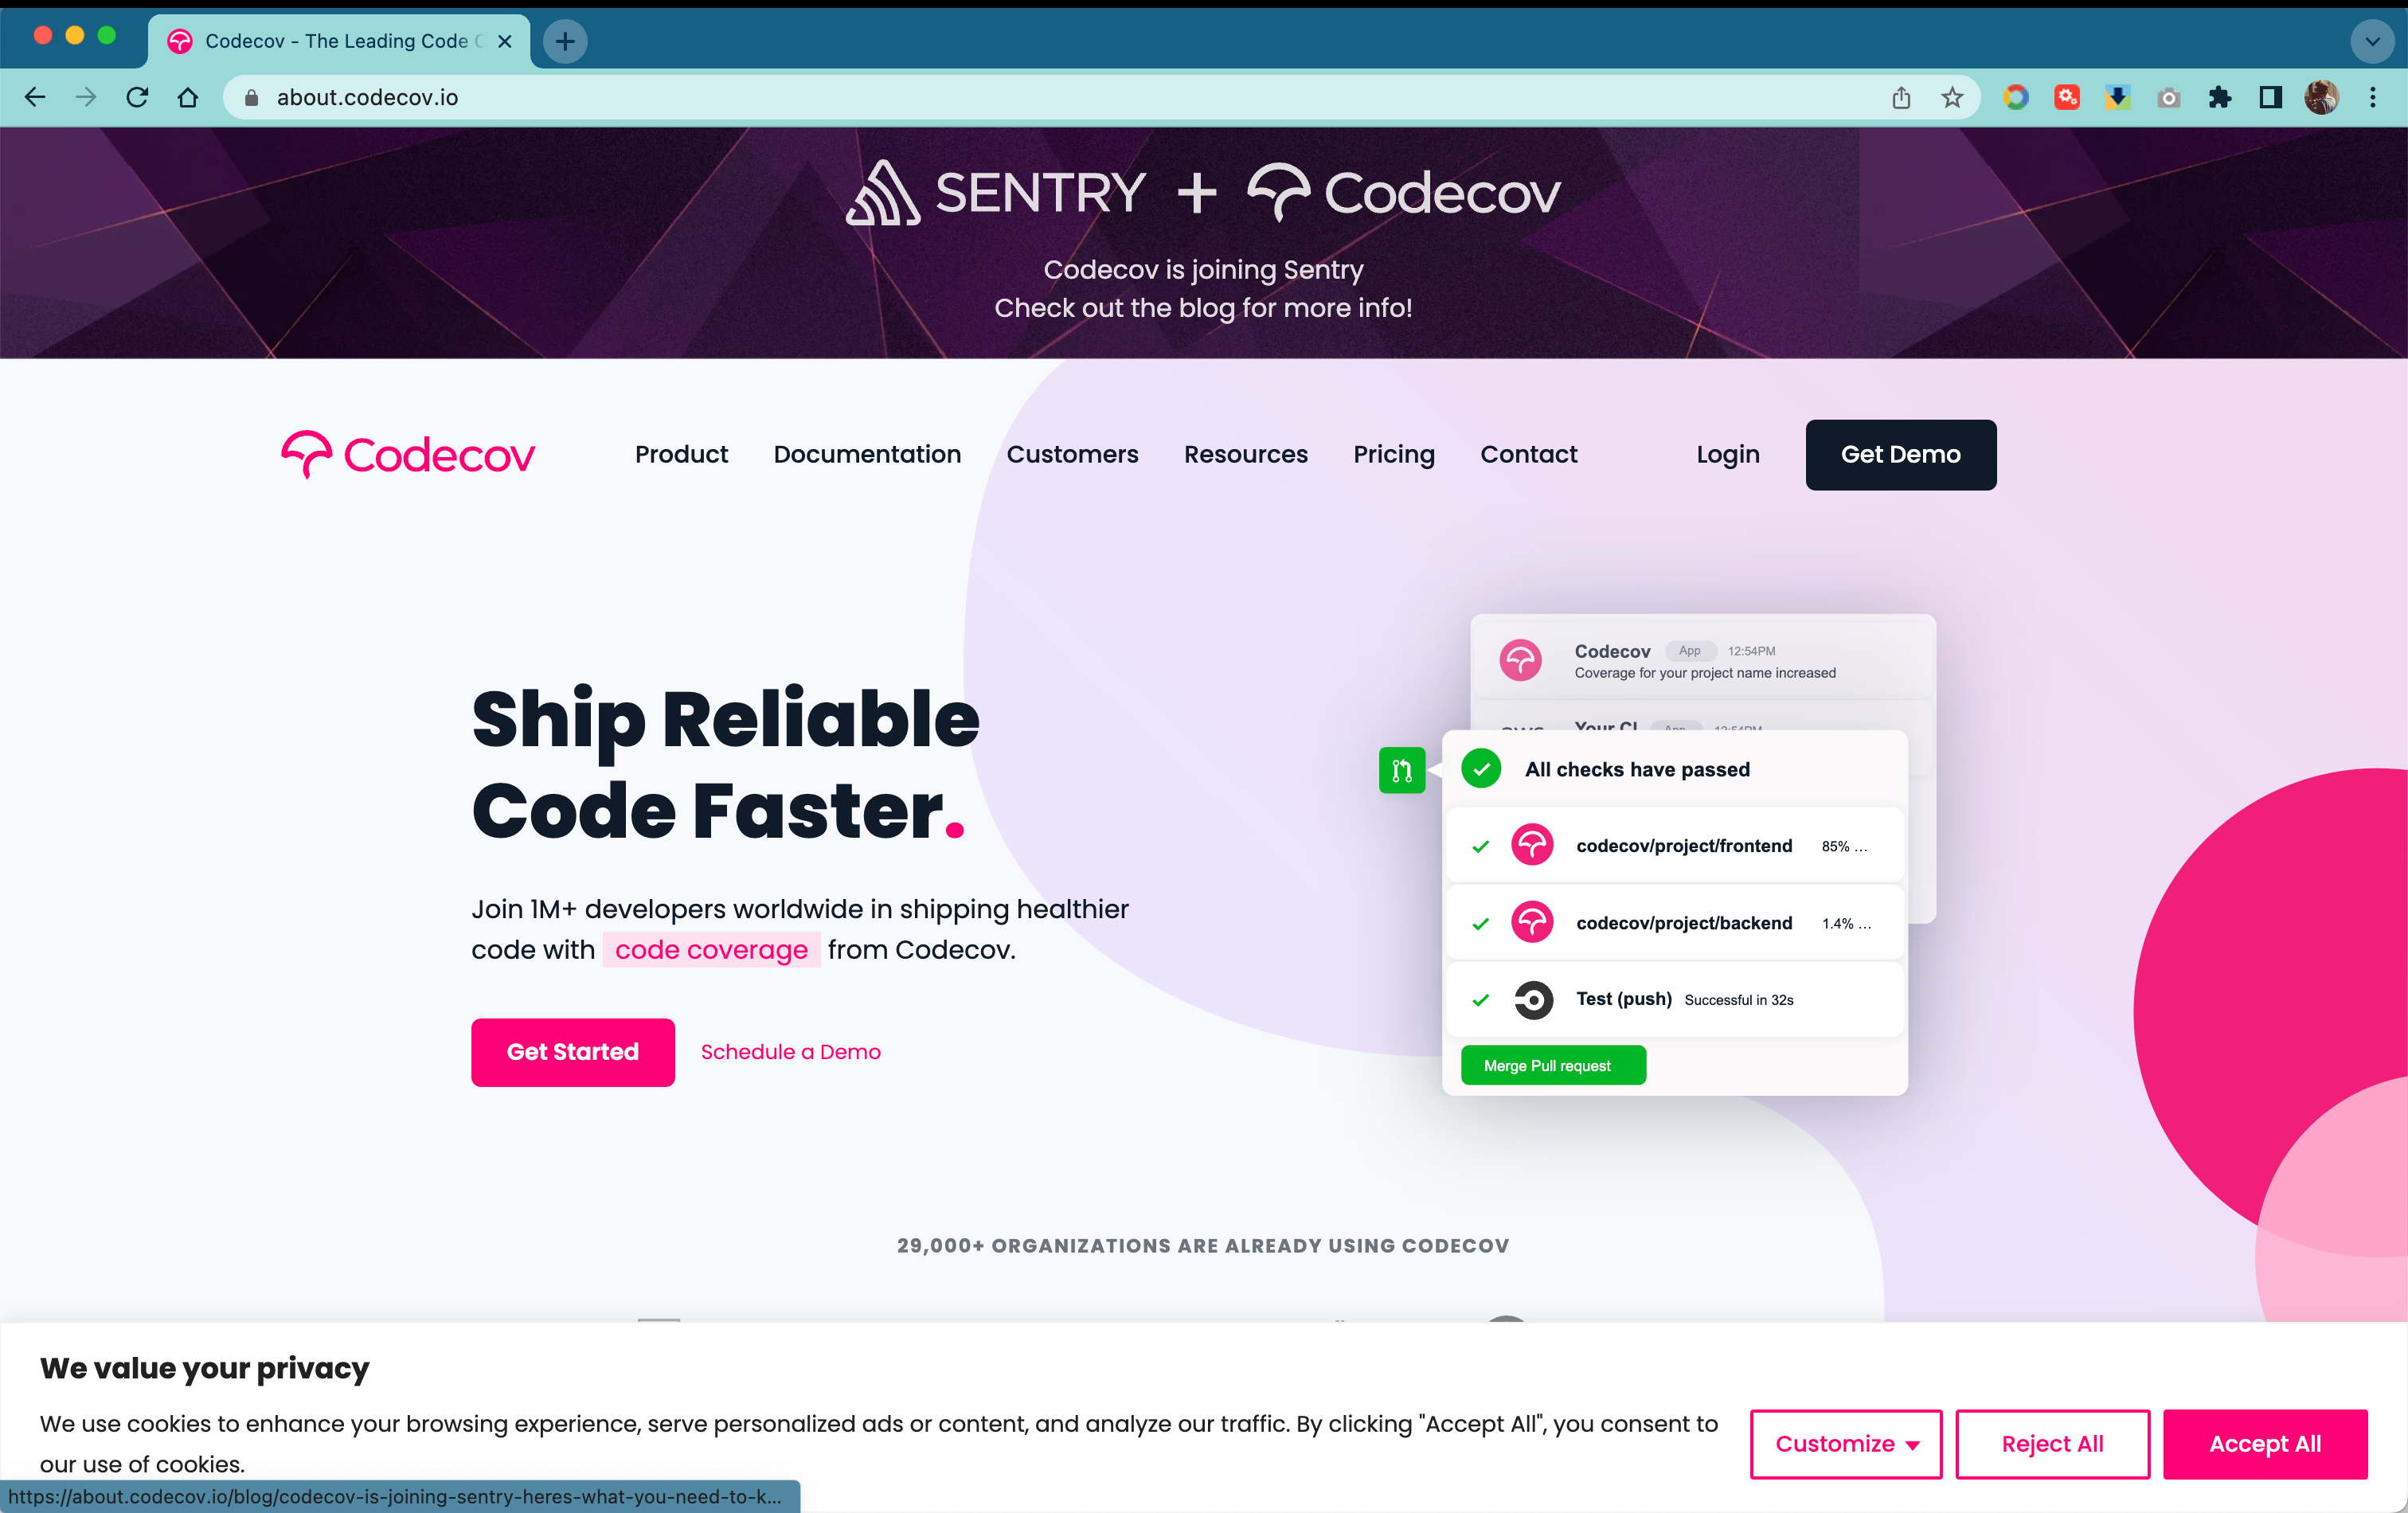 Codecov - The Leading Code C
about.codecov.io
SENTRY + Codecov
Codecov is joining Sentry
Check out the blog for more info!
Codecov
Product Documentation Customers Resources Pricing Contact Login Get Demo
Codecov App 12:54PM
Coverage for your project name increased
Your CI App 12:54PM
All checks have passed
codecov/project/frontend 85% ...
codecov/project/backend 1.4% ...
Test (push) Successful in 32s
Merge Pull request
Ship Reliable
Code Faster.
Join 1M+ developers worldwide in shipping healthier
code with code coverage from Codecov.
Get Started Schedule a Demo
29,000+ ORGANIZATIONS ARE ALREADY USING CODECOV
We value your privacy
We use cookies to enhance your browsing experience, serve personalized ads or content, and analyze our traffic. By clicking "Accept All", you consent to
our use of cookies.
Customize Reject All Accept All
https://about.codecov.io/blog/codecov-is-joining-sentry-heres-what-you-need-to-k...